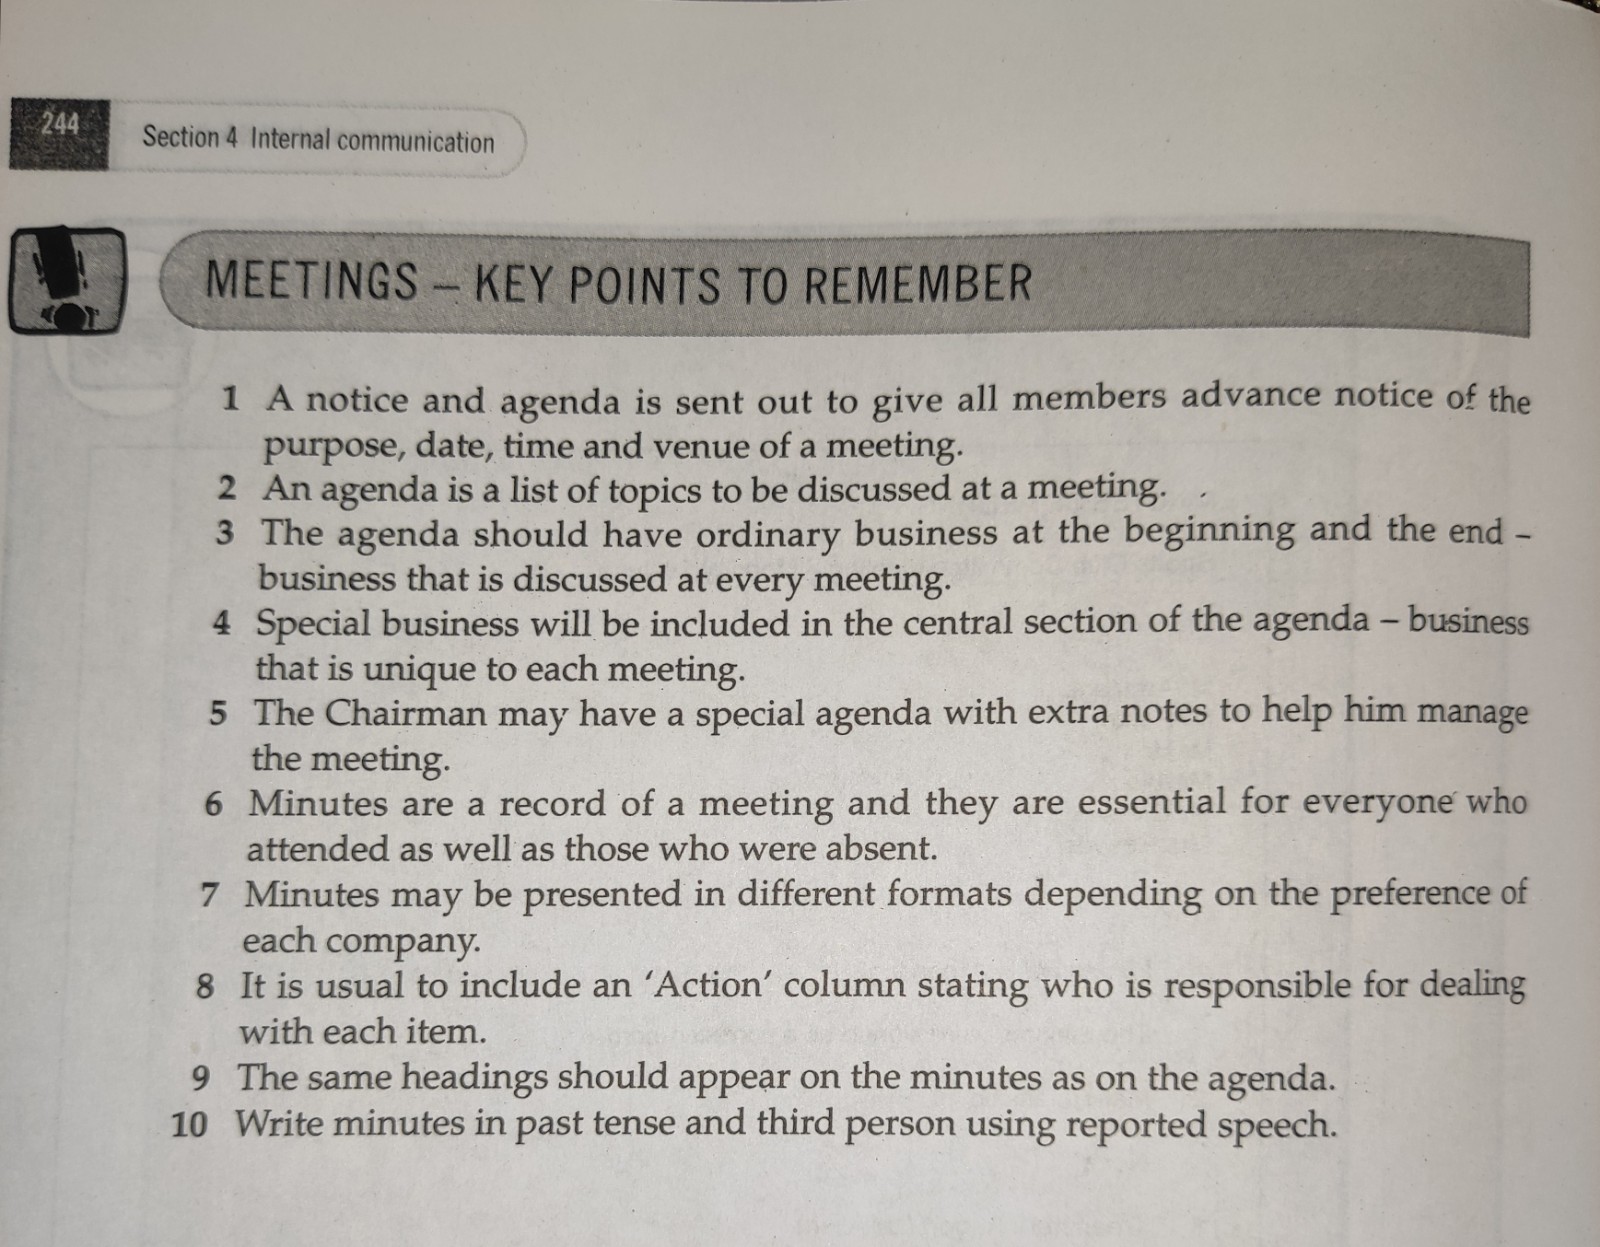 244
Section 4 Internal communication
MEETINGS – KEY POINTS TO REMEMBER
1 A notice and agenda is sent out to give all members advance notice of the
purpose, date, time and venue of a meeting.
2 An agenda is a list of topics to be discussed at a meeting.
3 The agenda should have ordinary business at the beginning and the end –
business that is discussed at every meeting.
4 Special business will be included in the central section of the agenda – business
that is unique to each meeting.
5 The Chairman may have a special agenda with extra notes to help him manage
the meeting.
6 Minutes are a record of a meeting and they are essential for everyone who
attended as well as those who were absent.
7 Minutes may be presented in different formats depending on the preference of
each company.
8 It is usual to include an ‘Action’ column stating who is responsible for dealing
with each item.
9 The same headings should appear on the minutes as on the agenda.
10 Write minutes in past tense and third person using reported speech.